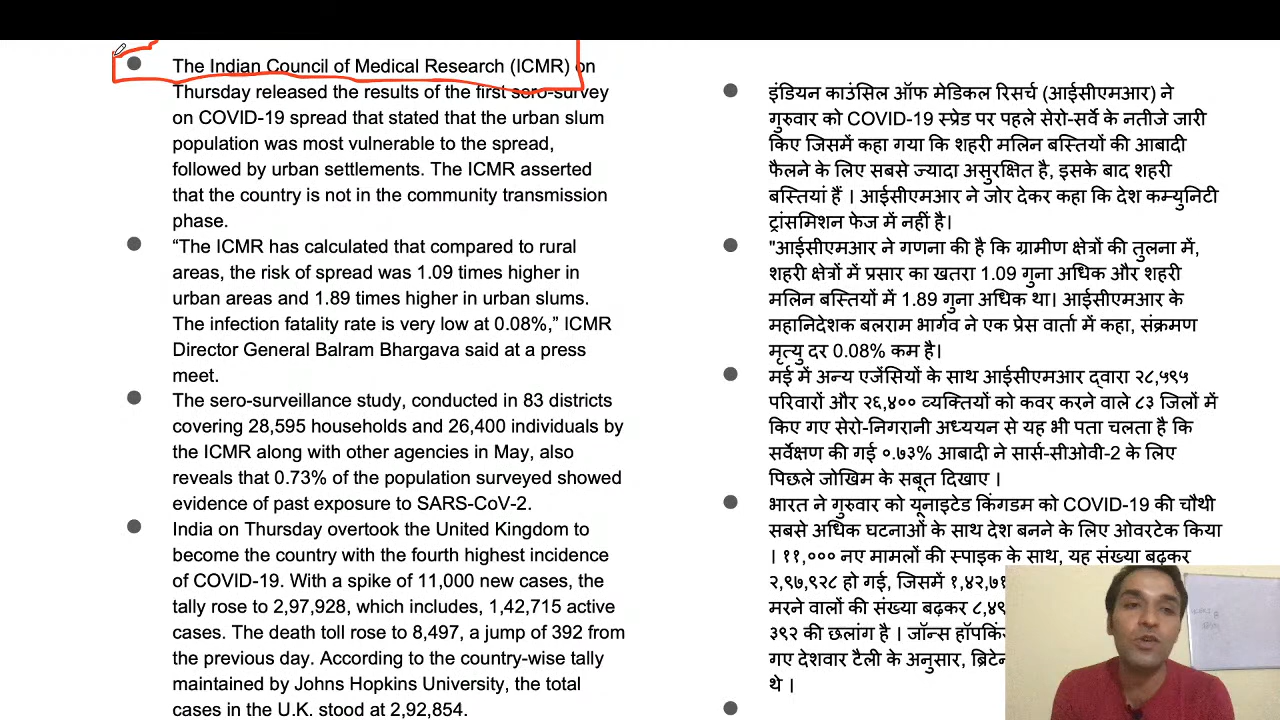 The Indian Council of Medical Research (ICMR) on
Thursday released the results of the first sero-survey
on COVID-19 spread that stated that the urban slum
population was most vulnerable to the spread,
followed by urban settlements. The ICMR asserted
that the country is not in the community transmission
phase.
“The ICMR has calculated that compared to rural
areas, the risk of spread was 1.09 times higher in
urban areas and 1.89 times higher in urban slums.
The infection fatality rate is very low at 0.08%,” ICMR
Director General Balram Bhargava said at a press
meet.
The sero-surveillance study, conducted in 83 districts
covering 28,595 households and 26,400 individuals by
the ICMR along with other agencies in May, also
reveals that 0.73% of the population surveyed showed
evidence of past exposure to SARS-CoV-2.
India on Thursday overtook the United Kingdom to
become the country with the fourth highest incidence
of COVID-19. With a spike of 11,000 new cases, the
tally rose to 2,97,928, which includes, 1,42,715 active
cases. The death toll rose to 8,497, a jump of 392 from
the previous day. According to the country-wise tally
maintained by Johns Hopkins University, the total
cases in the U.K. stood at 2,92,854.
इंडियन काउंसिल ऑफ मेडिकल रिसर्च (आईसीएमआर) ने
गुरुवार को COVID-19 स्प्रेड पर पहले सेरो-सर्वे के नतीजे जारी
किए जिसमें कहा गया कि शहरी मलिन बस्तियों की आबादी
फैलने के लिए सबसे ज्यादा असुरक्षित है, इसके बाद शहरी
बस्तियां हैं । आईसीएमआर ने जोर देकर कहा कि देश कम्युनिटी
ट्रांसमिशन फेज में नहीं है।
"आईसीएमआर ने गणना की है कि ग्रामीण क्षेत्रों की तुलना में,
शहरी क्षेत्रों में प्रसार का खतरा 1.09 गुना अधिक और शहरी
मलिन बस्तियों में 1.89 गुना अधिक था। आईसीएमआर के
महानिदेशक बलराम भार्गव ने एक प्रेस वार्ता में कहा, संक्रमण
मृत्यु दर 0.08% कम है।
मई में अन्य एजेंसियों के साथ आईसीएमआर द्वारा २८,५९५
परिवारों और २६,४०० व्यक्तियों को कवर करने वाले ८३ जिलों में
किए गए सेरो-निगरानी अध्ययन से यह भी पता चलता है कि
सर्वेक्षण की गई ०.७३% आबादी ने सार्स-सीओवी-2 के लिए
पिछले जोखिम के सबूत दिखाए ।
भारत ने गुरुवार को यूनाइटेड किंगडम को COVID-19 की चौथी
सबसे अधिक घटनाओं के साथ देश बनने के लिए ओवरटेक किया
। ११,००० नए मामलों की स्पाइक के साथ, यह संख्या बढ़कर
२,९७,९२८ हो गई, जिसमें १,४२,७१
मरने वालों की संख्या बढ़कर ८,४९
३९२ की छलांग है । जॉन्स हॉपकिं
गए देशवार टैली के अनुसार, ब्रिटे
थे ।